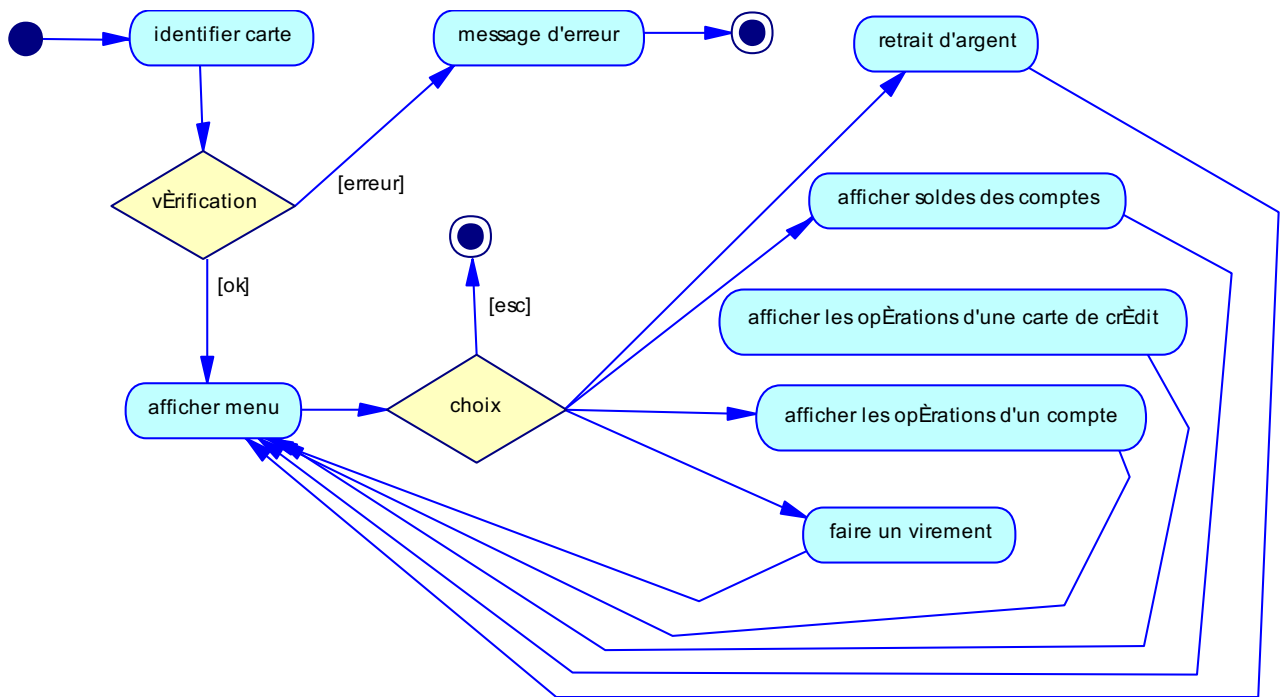 identifier carte
message d'erreur
retrait d'argent
vÈrification
[erreur]
afficher soldes des comptes
[ok]
[esc]
afficher les opÈrations d'une carte de crÈdit
afficher menu
choix
afficher les opÈrations d'un compte
faire un virement